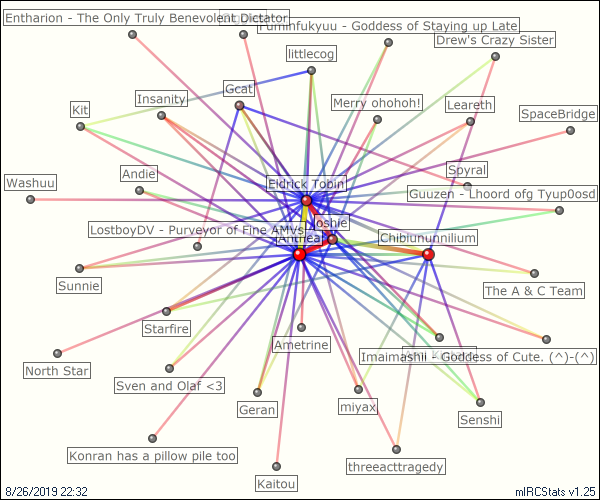 Entharion - The Only Truly Benevolent Dictator
Fuminfukyuu - Goddess of Staying up Late
Drew's Crazy Sister
littlecog
Gcat
Merry ohohoh!
Insanity
Leareth
Kit
SpaceBridge
Spyral
Andie
Eldrick Tobin
Washuu
Guuzen - Lhoord ofg Tyup0osd
Joshie
LostboyDV - Purveyor of Fine AMVs
Antreal
Chiblonunnilium
Sunnie
The A & C Team
Starfire
Ametrine
Imaimashii - Goddess of Cute. (^)-(^)
North Star
Sven and Olaf <3
Geran
miyax
Senshi
Konran has a pillow pile too
threeacttragedy
Kaitou
8/26/2019 22:32
mIRCStats v1.25